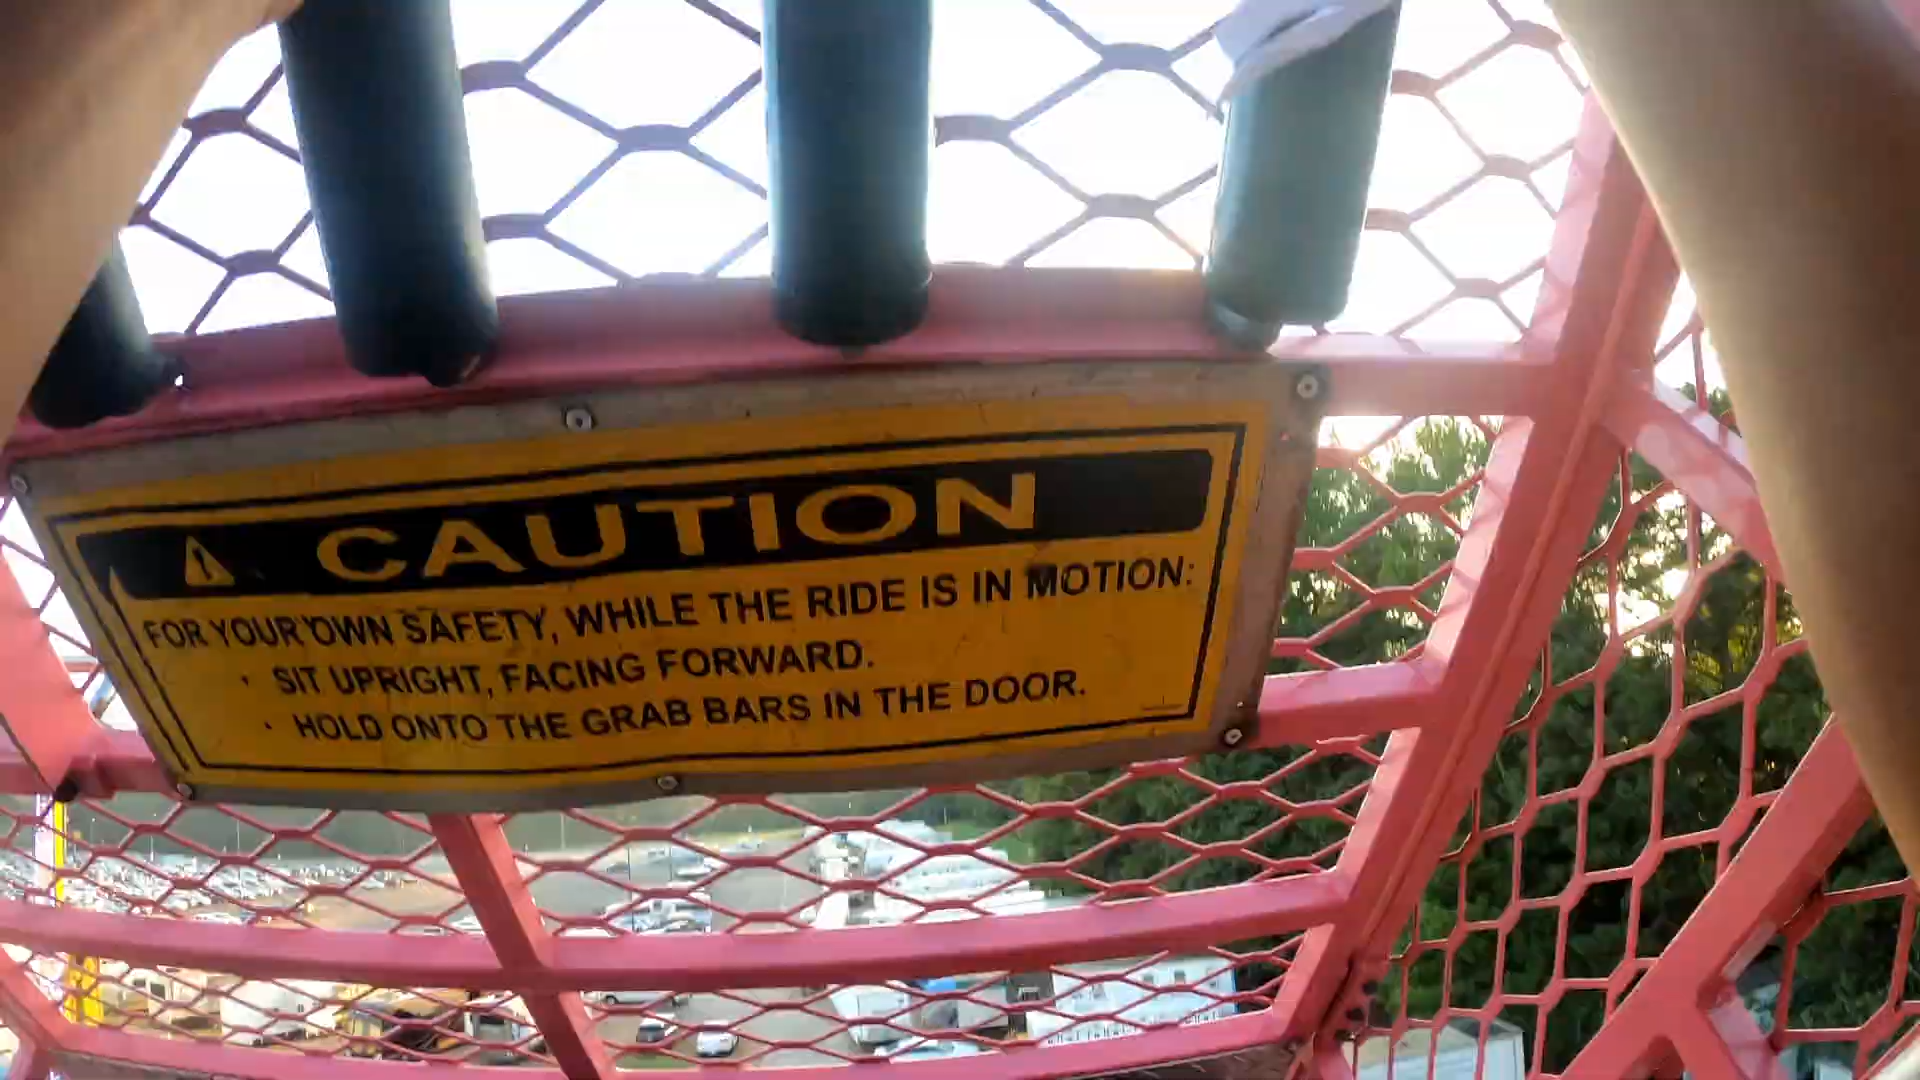 CAUTION
FOR YOUR OWN SAFETY, WHILE THE RIDE IS IN MOTION:
· SIT UPRIGHT, FACING FORWARD.
· HOLD ONTO THE GRAB BARS IN THE DOOR.